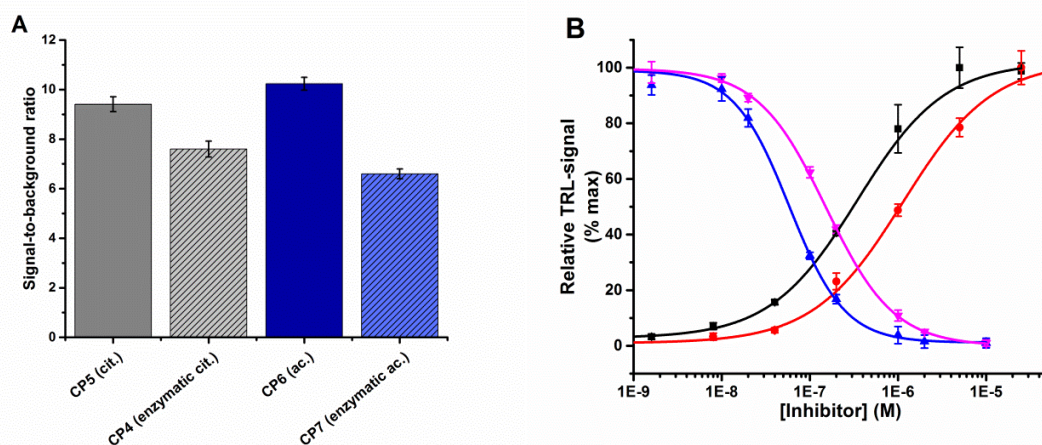 A
Signal-to-background ratio
12
10
8
6
4
2
0
CP5 (cit.)
CP4 (enzymatic cit.)
CP6 (ac.)
CP7 (enzymatic ac.)
B
Relative TRL-signal
(% max)
100
80
60
40
20
0
1E-9 1E-8 1E-7 1E-6 1E-5
[Inhibitor] (M)